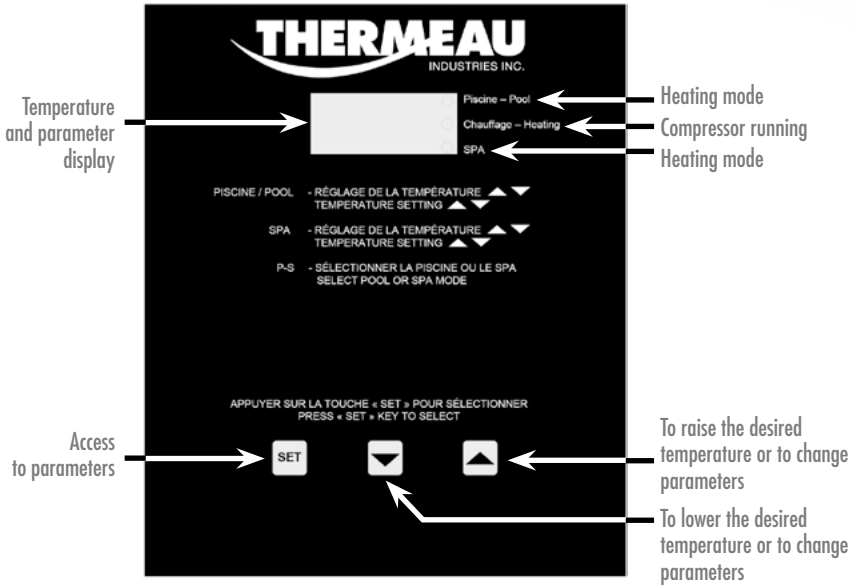 THERMEAU
INDUSTRIES INC.
Temperature
and parameter
display
Piscine – Pool
Chauffage – Heating
SPA
Heating mode
Compressor running
Heating mode
PISCINE / POOL - RÉGLAGE DE LA TEMPÉRATURE ▲ ▼
TEMPERATURE SETTING ▲ ▼
SPA - RÉGLAGE DE LA TEMPÉRATURE ▲ ▼
TEMPERATURE SETTING ▲ ▼
P-S - SÉLECTIONNER LA PISCINE OU LE SPA
SELECT POOL OR SPA MODE
APPUYER SUR LA TOUCHE « SET » POUR SÉLECTIONNER
PRESS « SET » KEY TO SELECT
Access
to parameters
SET
To raise the desired
temperature or to change
parameters
To lower the desired
temperature or to change
parameters